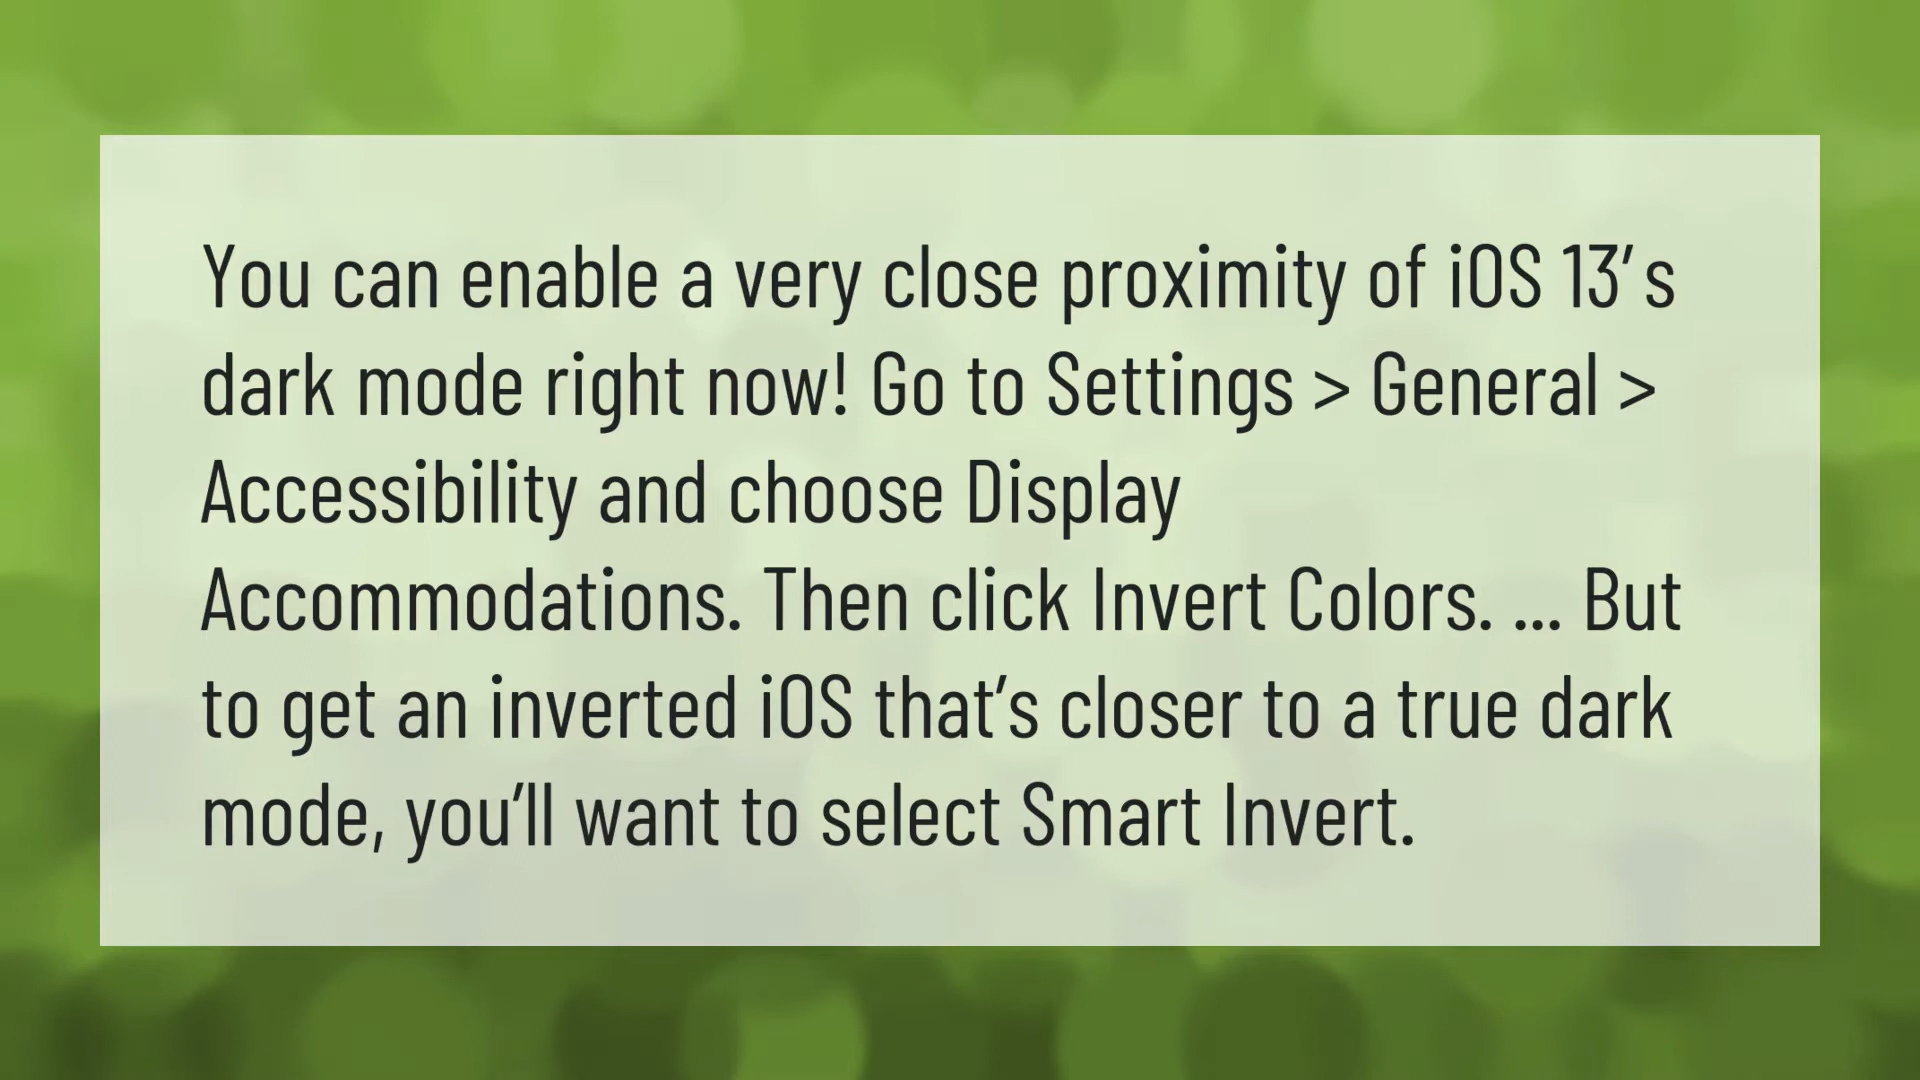 You can enable a very close proximity of iOS 13′s
dark mode right now! Go to Settings > General >
Accessibility and choose Display
Accommodations. Then click Invert Colors. ... But
to get an inverted iOS that’s closer to a true dark
mode, you’ll want to select Smart Invert.